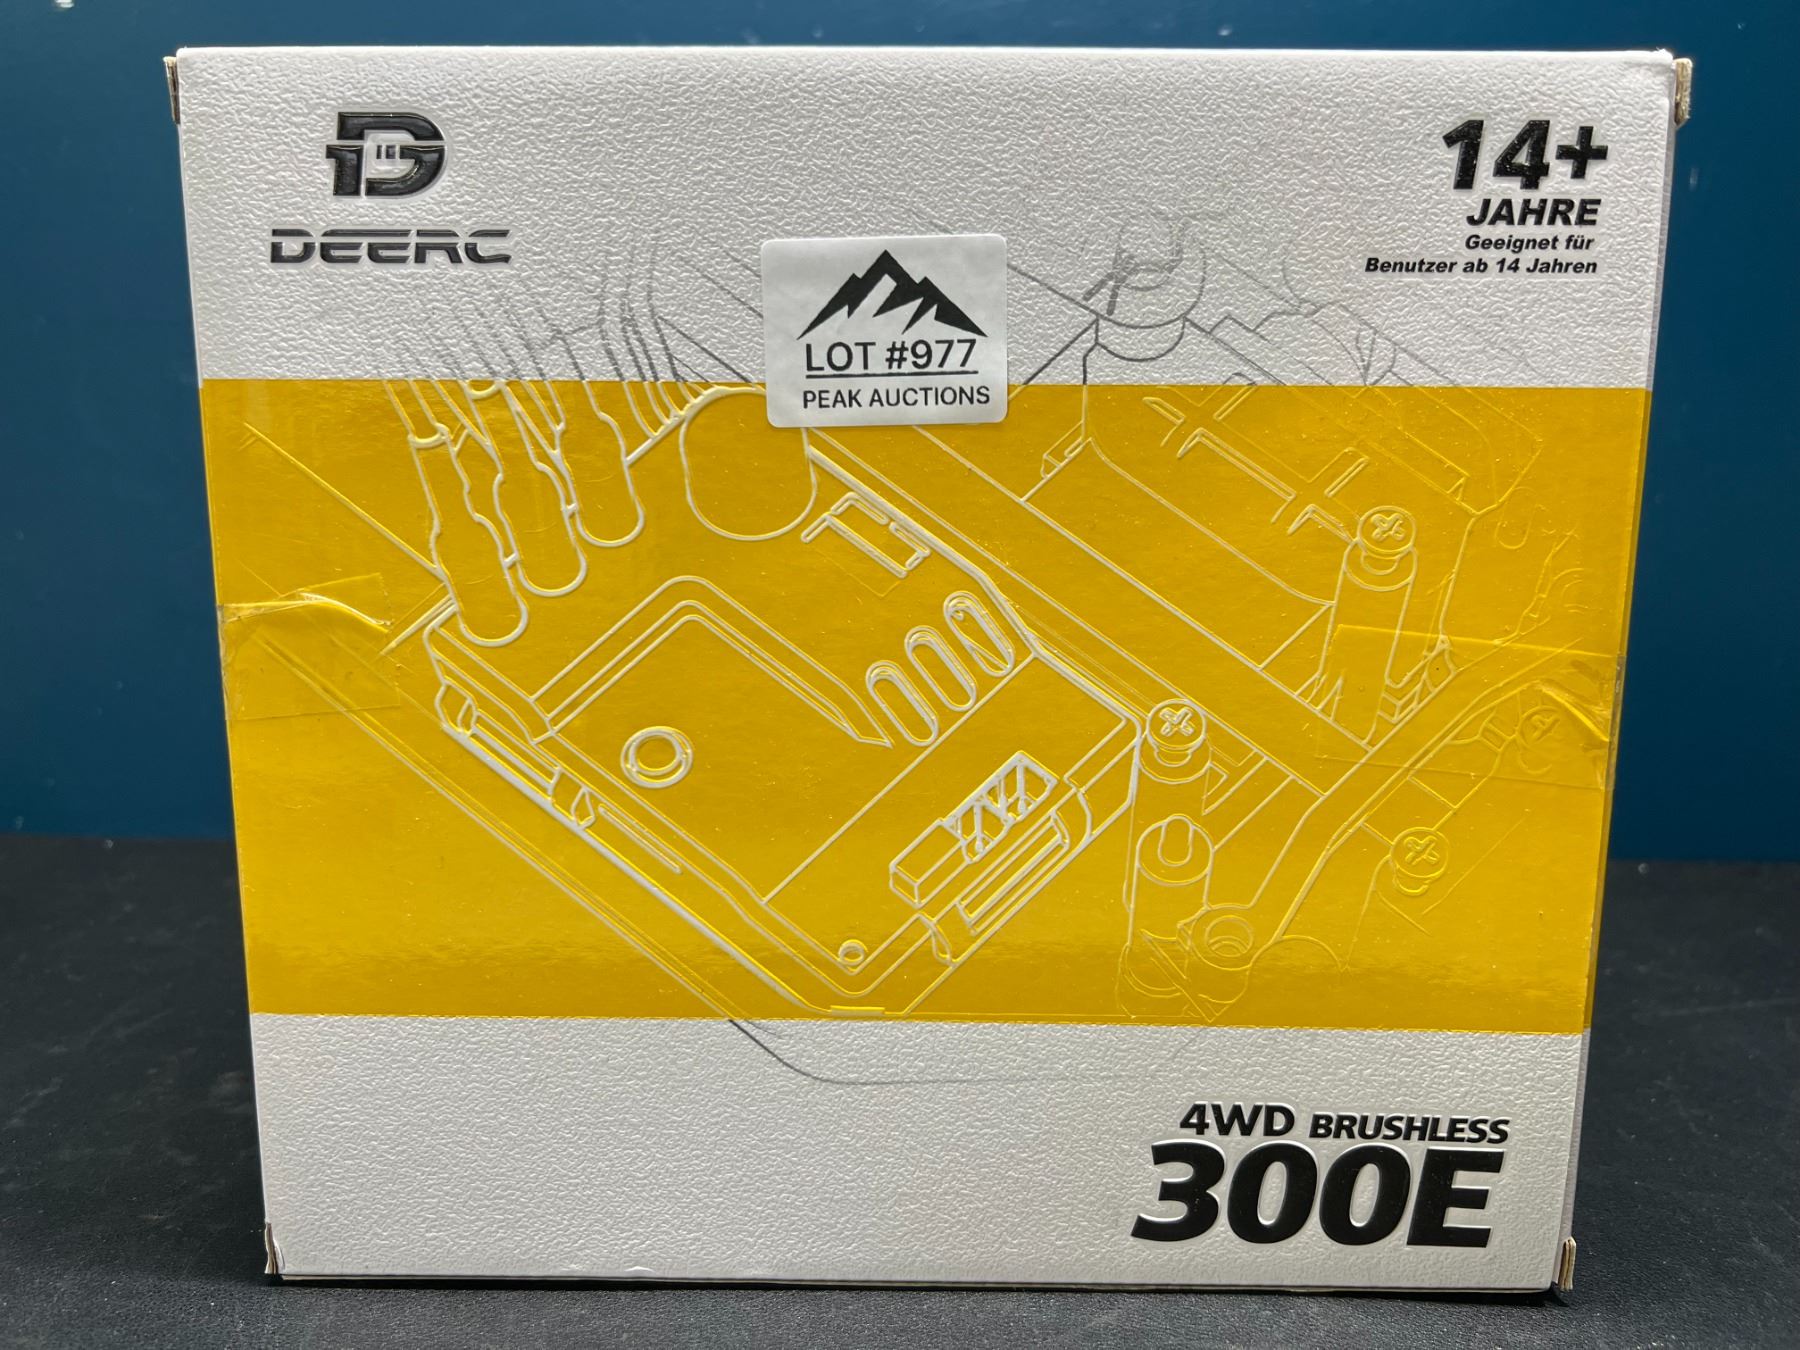 DEERC
14+
JAHRE
Geeignet für
Benutzer ab 14 Jahren
LOT #977
PEAK AUCTIONS
4WD BRUSHLESS
300E